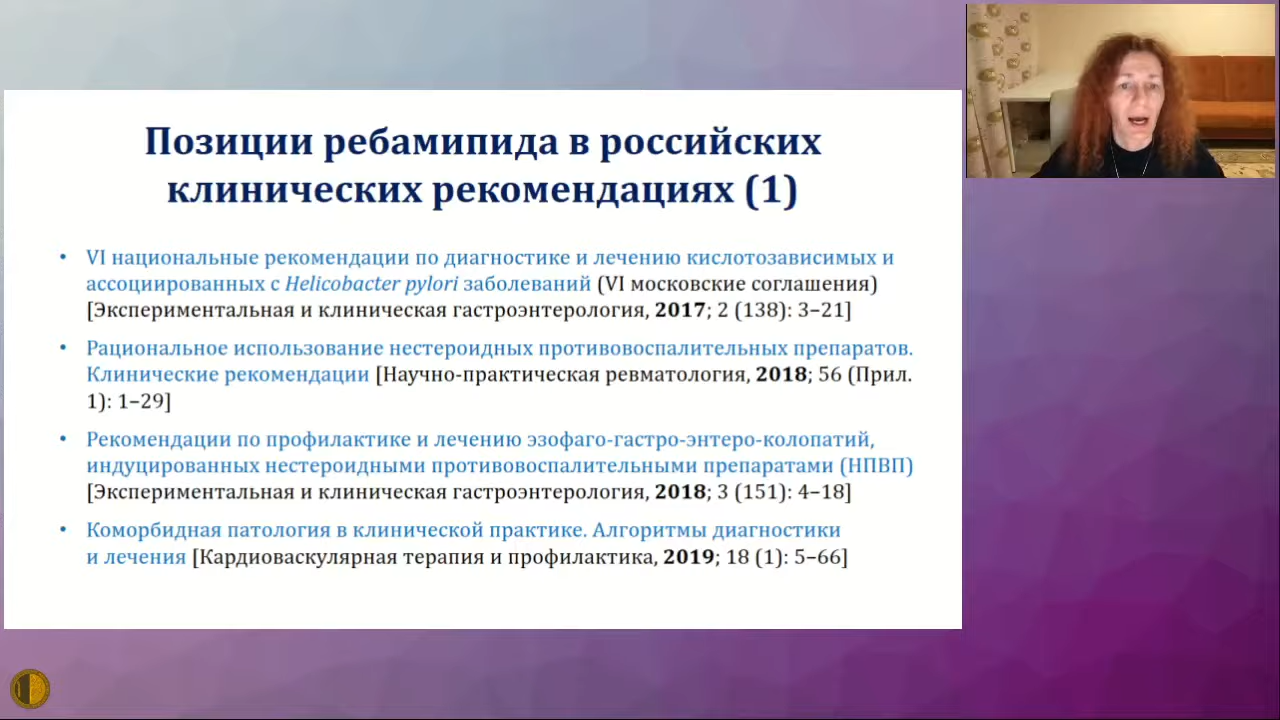 Позиции ребамипида в российских
клинических рекомендациях (1)
• VI национальные рекомендации по диагностике и лечению кислотозависимых и
ассоциированных с Helicobacter pylori заболеваний (VI московские соглашения)
[Экспериментальная и клиническая гастроэнтерология, 2017; 2 (138): 3–21]
• Рациональное использование нестероидных противовоспалительных препаратов.
Клинические рекомендации [Научно-практическая ревматология, 2018; 56 (Прил.
1): 1–29]
• Рекомендации по профилактике и лечению эзофаго-гастро-энтеро-колопатий,
индуцированных нестероидными противовоспалительными препаратами (НПВП)
[Экспериментальная и клиническая гастроэнтерология, 2018; 3 (151): 4–18]
• Коморбидная патология в клинической практике. Алгоритмы диагностики
и лечения [Кардиоваскулярная терапия и профилактика, 2019; 18 (1): 5–66]